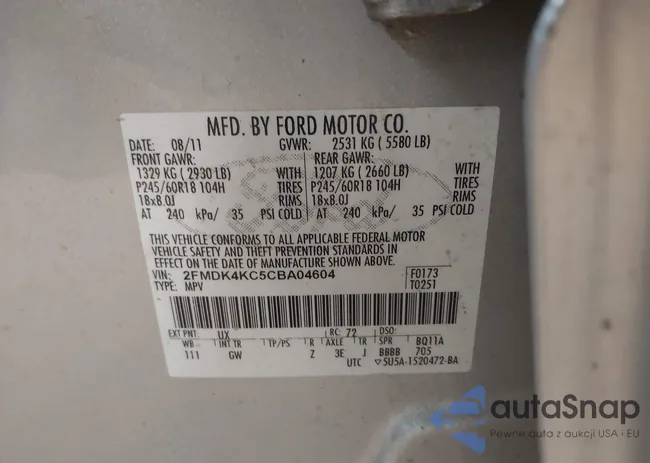 MFD. BY FORD MOTOR CO.
DATE: 08/11 GVWR: 2531 KG ( 5580 LB)
FRONT GAWR: REAR GAWR:
1329 KG ( 2930 LB) WITH 1207 KG ( 2660 LB) WITH
P245/60R18 104H TIRES P245/60R18 104H TIRES
18x8.0J RIMS 18x8.0J RIMS
AT 240 kPa/ 35 PSI COLD AT 240 kPa/ 35 PSI COLD
THIS VEHICLE CONFORMS TO ALL APPLICABLE FEDERAL MOTOR
VEHICLE SAFETY AND THEFT PREVENTION STANDARDS IN
EFFECT ON THE DATE OF MANUFACTURE SHOWN ABOVE.
VIN: 2FMDK4KC5CBA04604 F0173
TYPE: MPV T0251
EXT PNT: UX RC: 72 DSO:
WB INT TR TP/PS R AXLE TR SPR BQ11A
111 GW Z 3E J BBBB 705
UTC ▽5U5A-1520472-BA
autaSnap
Pewne auta z aukcji USA i EU